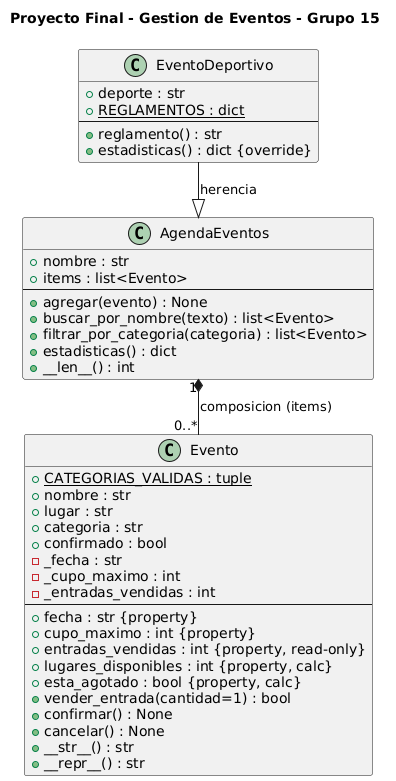 Proyecto Final - Gestion de Eventos - Grupo 15
C EventoDeportivo
deporte : str
REGLAMENTOS : dict
reglamento() : str
estadisticas() : dict {override}
herencia
C AgendaEventos
nombre : str
items : list<Evento>
agregar(evento) : None
buscar_por_nombre(texto) : list<Evento>
filtrar_por_categoria(categoria) : list<Evento>
estadisticas() : dict
__len__() : int
1
composicion (items)
0..*
C Evento
CATEGORIAS_VALIDAS : tuple
nombre : str
lugar : str
categoria : str
confirmado : bool
_fecha : str
_cupo_maximo : int
_entradas_vendidas : int
fecha : str {property}
cupo_maximo : int {property}
entradas_vendidas : int {property, read-only}
lugares_disponibles : int {property, calc}
esta_agotado : bool {property, calc}
vender_entrada(cantidad=1) : bool
confirmar() : None
cancelar() : None
__str__() : str
__repr__() : str